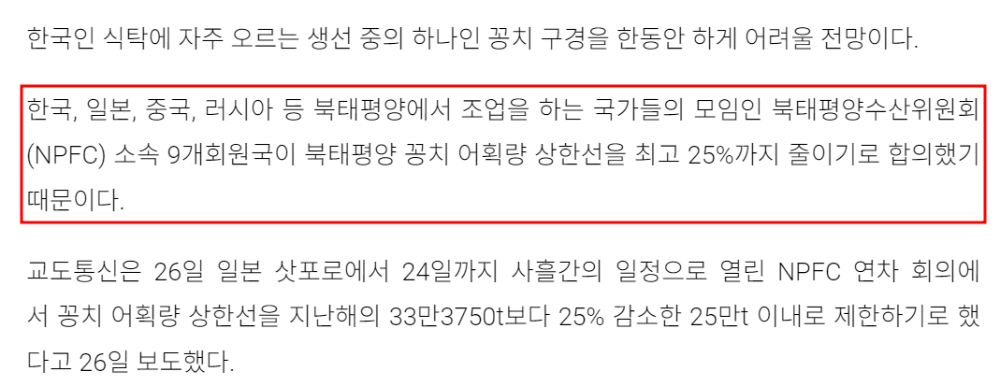 한국인 식탁에 자주 오르는 생선 중의 하나인 꽁치 구경을 한동안 하게 어려울 전망이다.
한국, 일본, 중국, 러시아 등 북태평양에서 조업을 하는 국가들의 모임인 북태평양수산위원회
(NPFC) 소속 9개회원국이 북태평양 꽁치 어획량 상한선을 최고 25%까지 줄이기로 합의했기
때문이다.
교도통신은 26일 일본 삿포로에서 24일까지 사흘간의 일정으로 열린 NPFC 연차 회의에
서 꽁치 어획량 상한선을 지난해의 33만3750t보다 25% 감소한 25만t 이내로 제한하기로 했
다고 26일 보도했다.